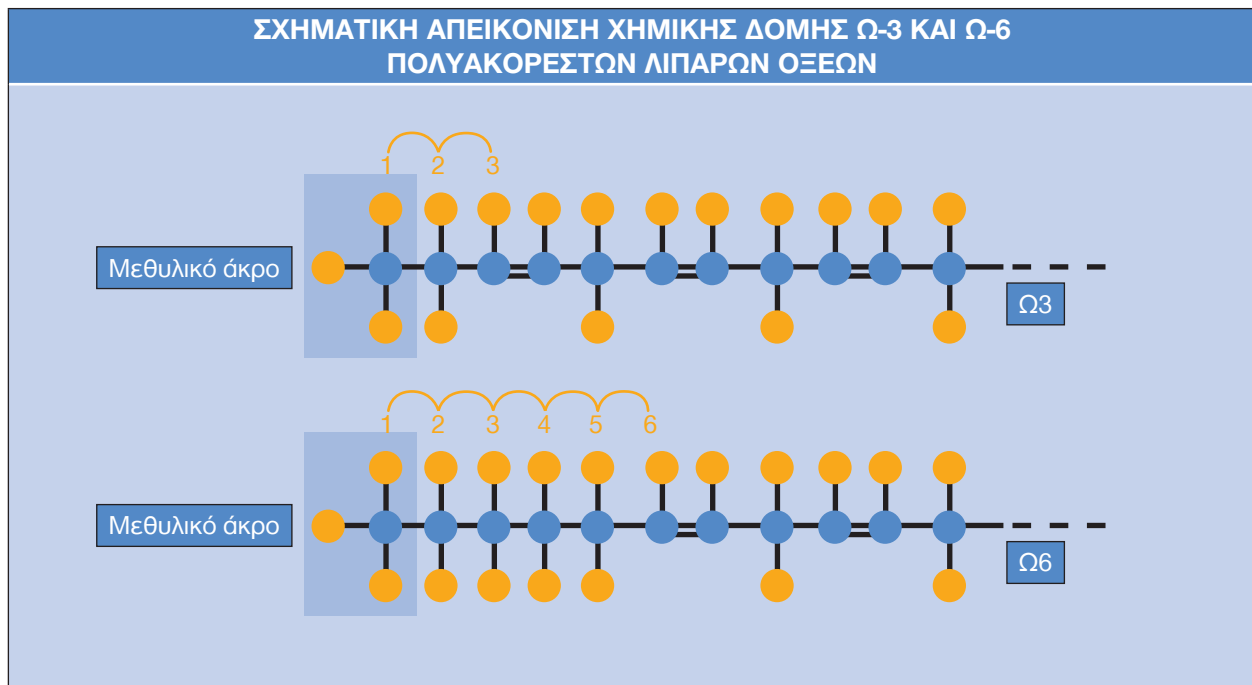 ΣΧΗΜΑΤΙΚΗ ΑΠΕΙΚΟΝΙΣΗ ΧΗΜΙΚΗΣ ΔΟΜΗΣ Ω-3 ΚΑΙ Ω-6
ΠΟΛΥΑΚΟΡΕΣΤΩΝ ΛΙΠΑΡΩΝ ΟΞΕΩΝ
1 2 3
Μεθυλικό άκρο
Ω3
1 2 3 4 5 6
Μεθυλικό άκρο
Ω6